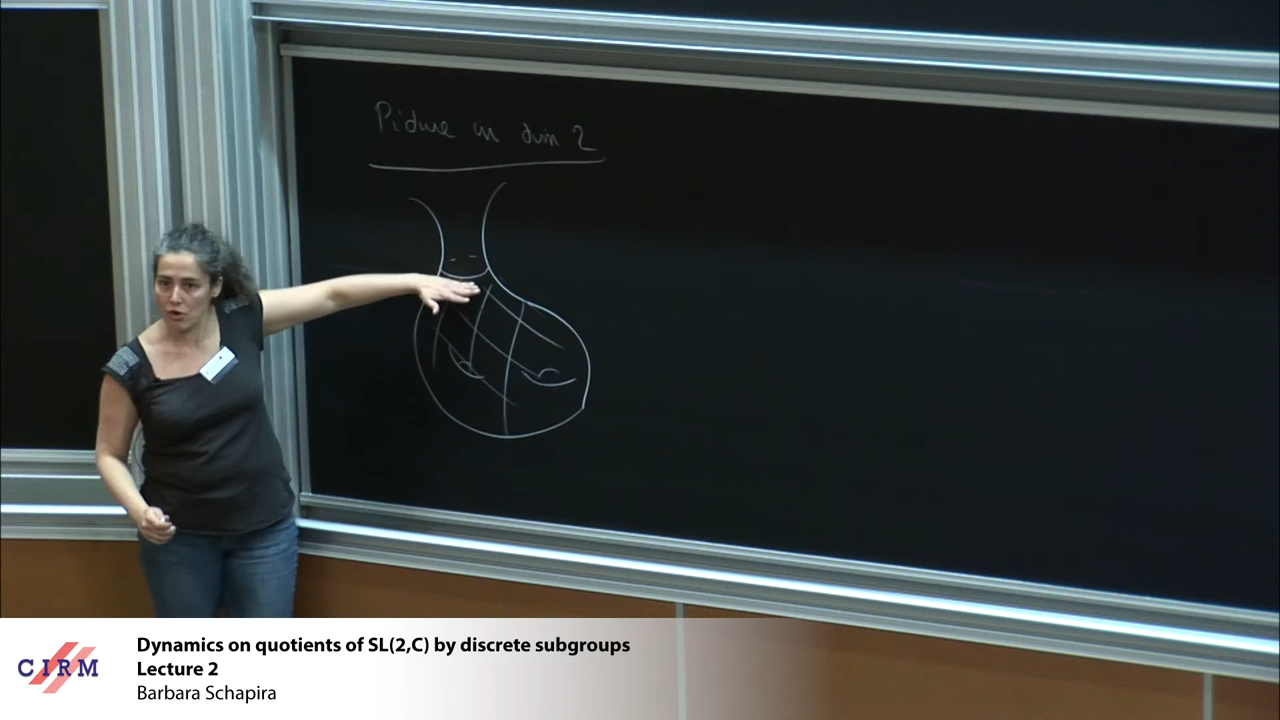 Picture in dim 2
CIRM
Dynamics on quotients of SL(2,C) by discrete subgroups
Lecture 2
Barbara Schapira